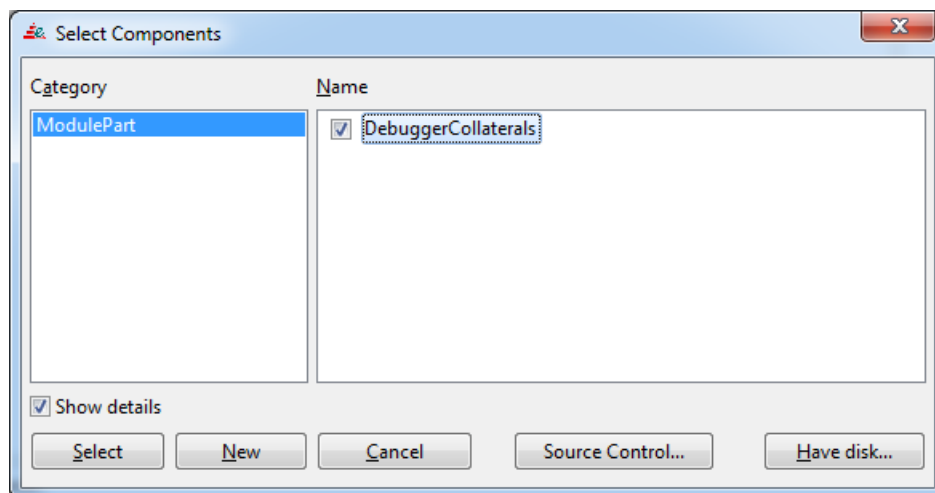 Select Components
Category
Name
ModulePart
DebuggerCollaterals
Show details
Select
New
Cancel
Source Control...
Have disk...